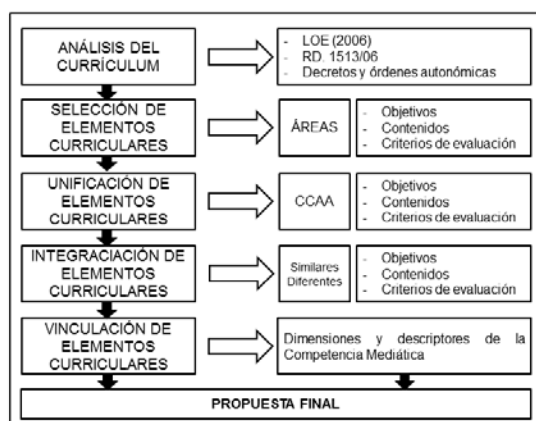 ANÁLISIS DEL
CURRÍCULUM
- LOE (2006)
- RD. 1513/06
- Decretos y órdenes autonómicas
SELECCIÓN DE
ELEMENTOS
CURRICULARES
ÁREAS
- Objetivos
- Contenidos
- Criterios de evaluación
UNIFICACIÓN DE
ELEMENTOS
CURRICULARES
CCAA
- Objetivos
- Contenidos
- Criterios de evaluación
INTEGRACIACIÓN DE
ELEMENTOS
CURRICULARES
Similares
Diferentes
- Objetivos
- Contenidos
- Criterios de evaluación
VINCULACIÓN DE
ELEMENTOS
CURRICULARES
Dimensiones y descriptores de la
Competencia Mediática
PROPUESTA FINAL